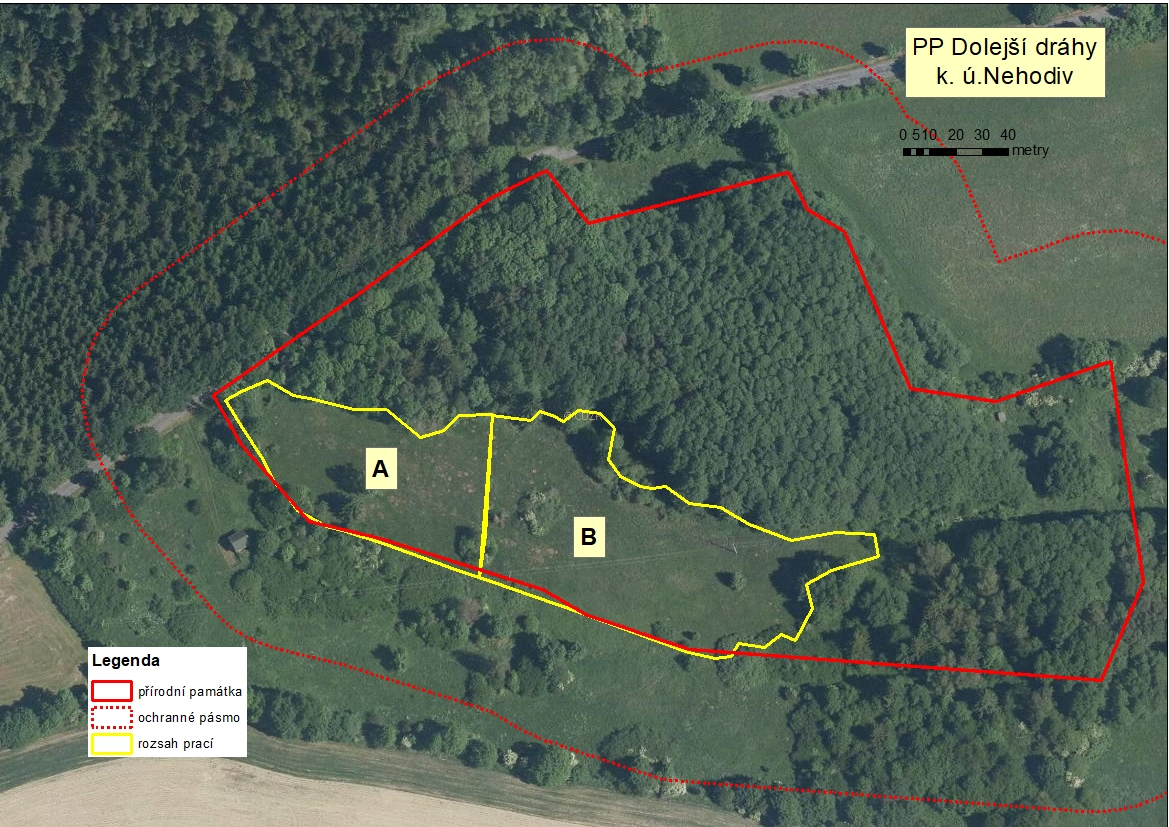 PP Dolejší dráhy
k. ú.Nehodiv
0 510 20 30 40
metry
A
B
Legenda
přírodní památka
ochranné pásmo
rozsah prací